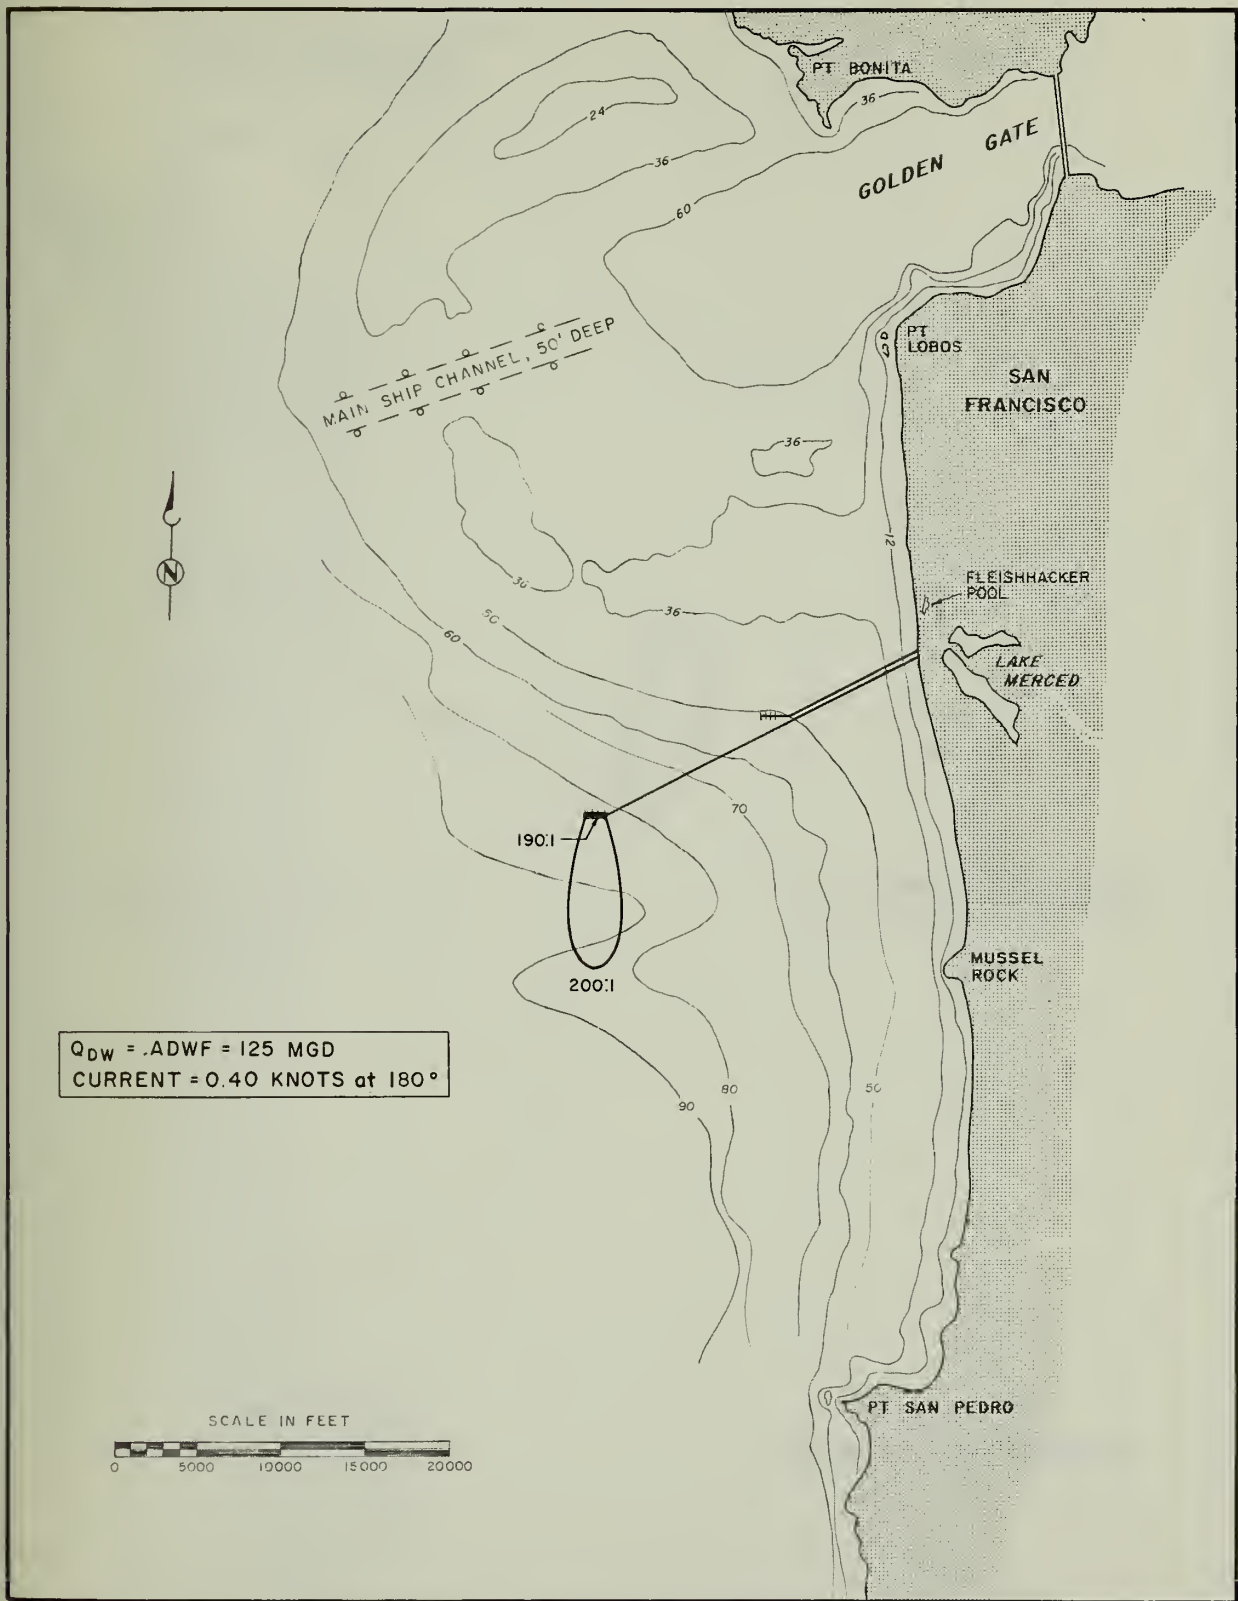 PT BONITA
36
24
GOLDEN GATE
36
60
PT
LOBOS
MAIN SHIP CHANNEL, 50' DEEP
SAN
FRANCISCO
36
12
N
FLEISHHACKER
POOL
36
36
50
60
LAKE
MERCED
70
190:1
MUSSEL
ROCK
200:1
Q DW = .ADWF = 125 MGD
CURRENT = 0.40 KNOTS at 180°
80
50
90
PT SAN PEDRO
SCALE IN FEET
0 5000 10000 15000 20000